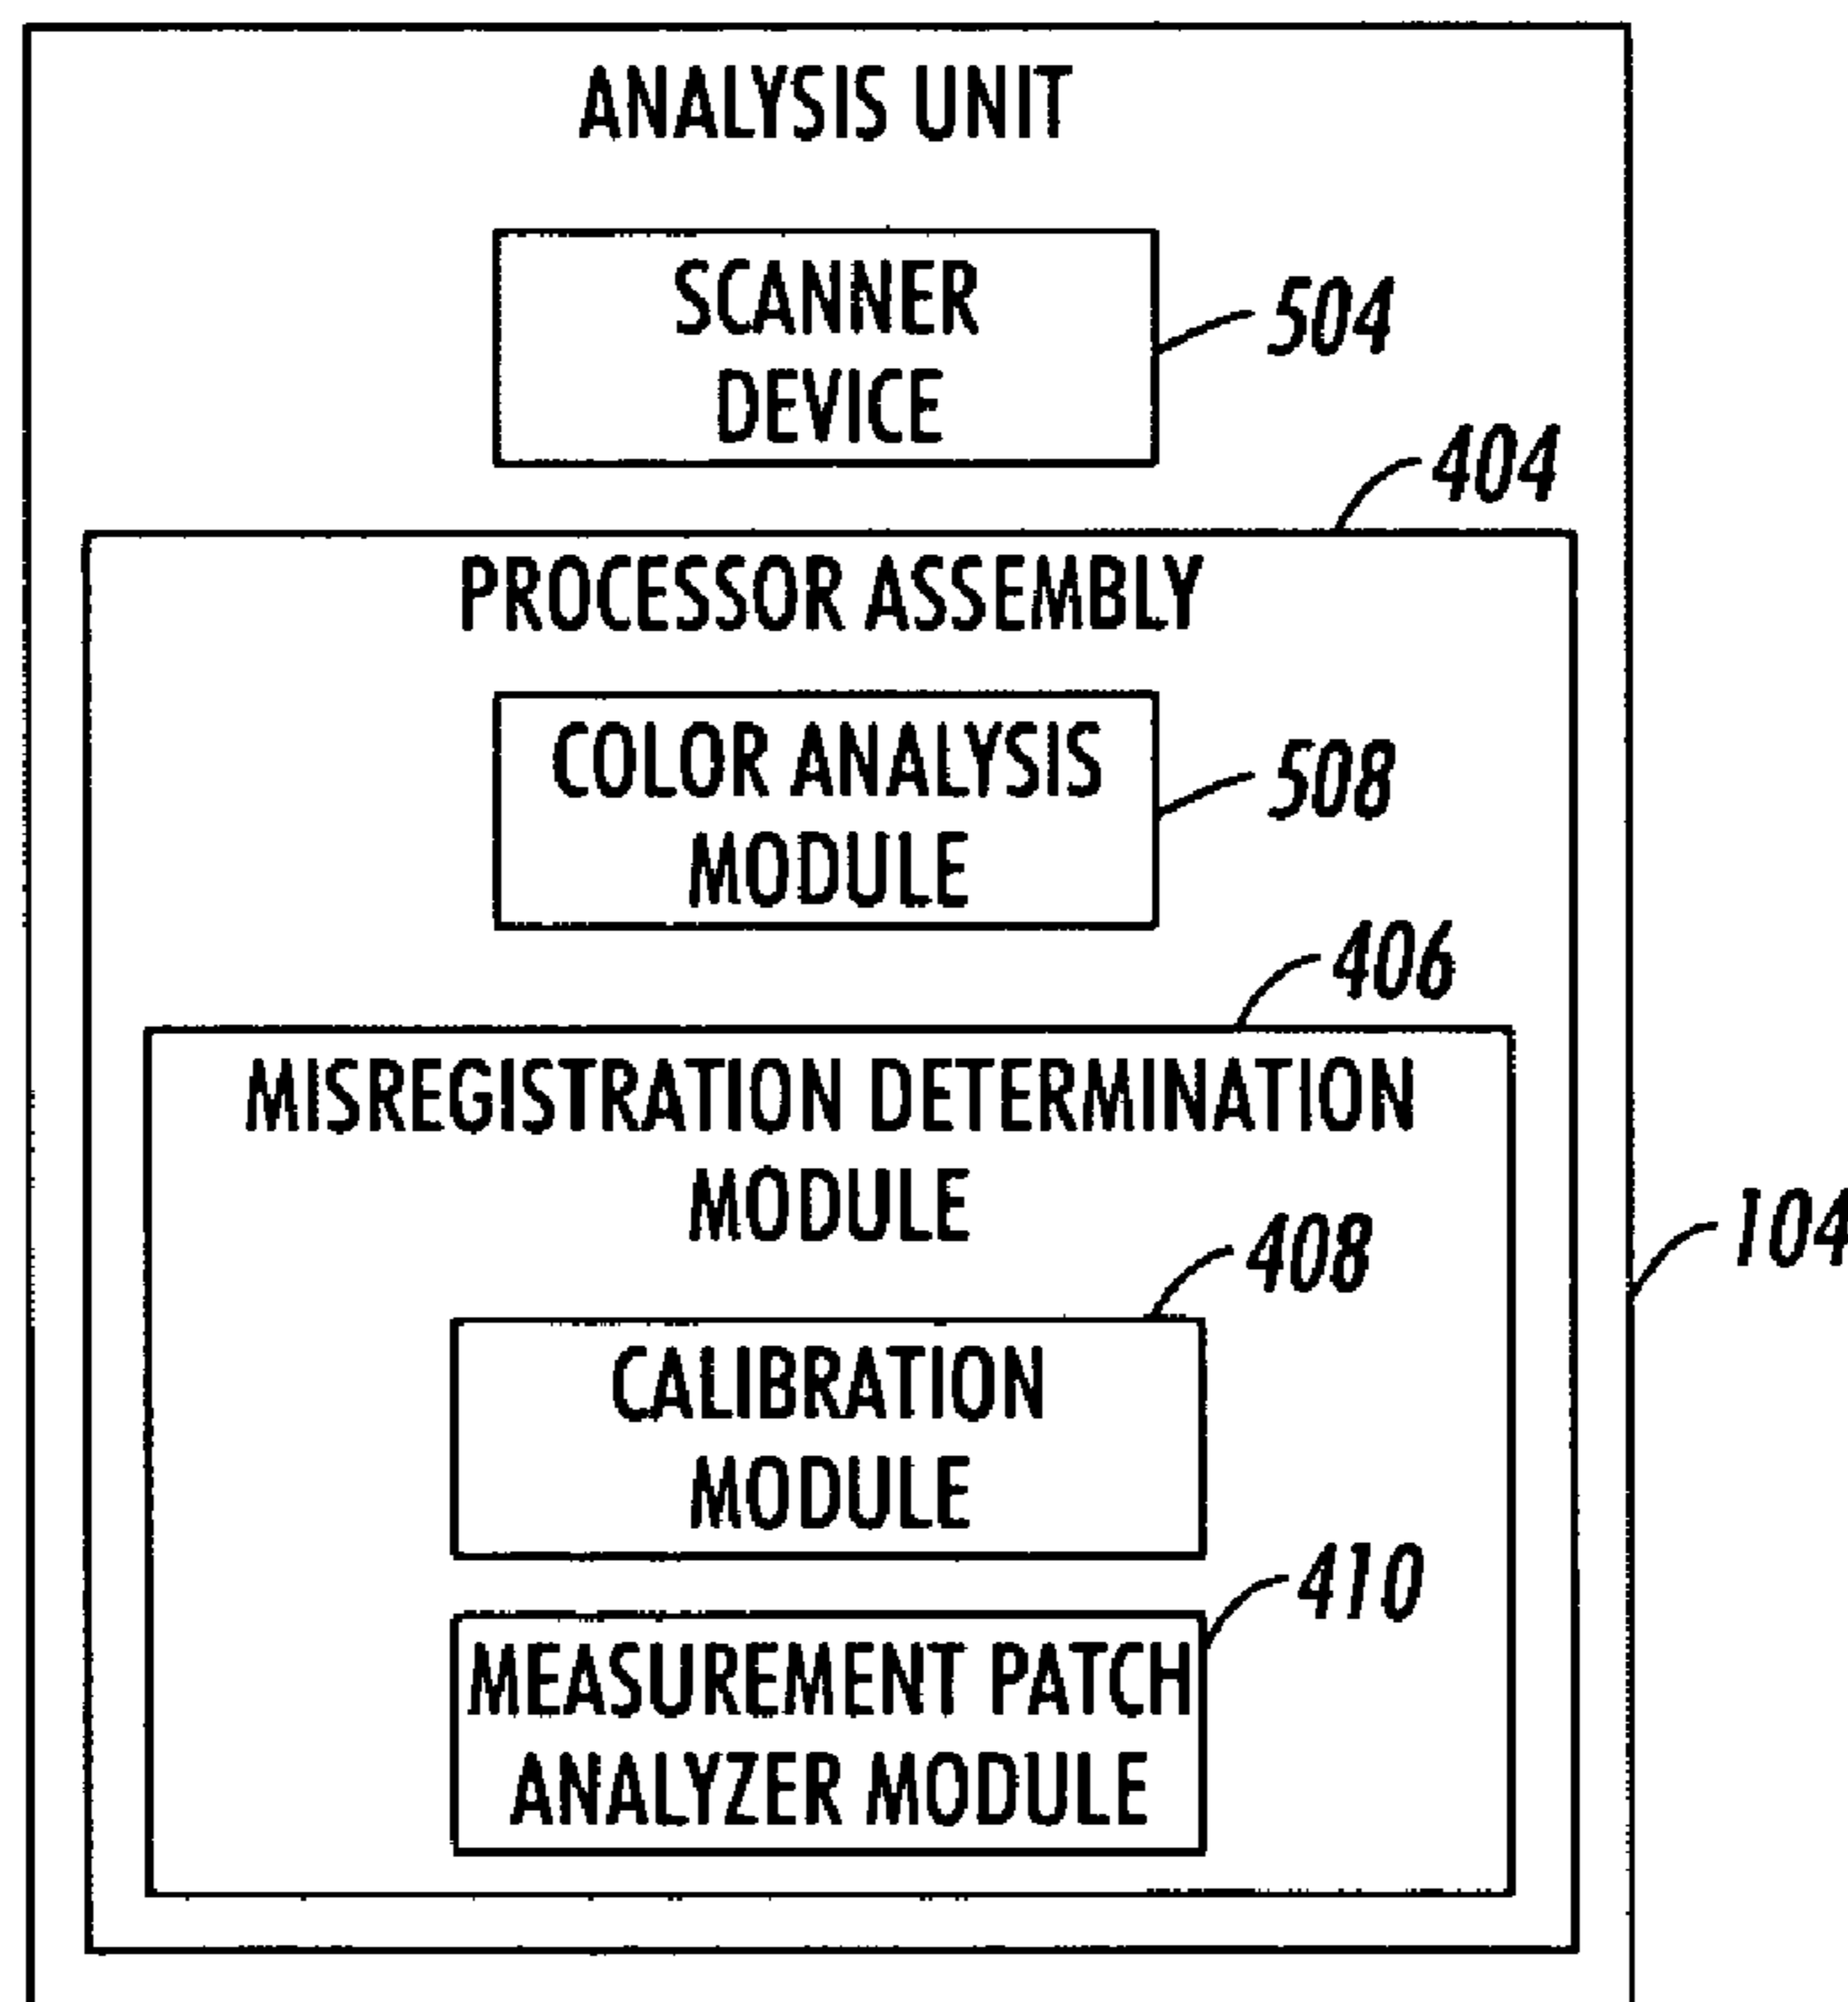 ANALYSIS UNIT
SCANNER
DEVICE
504
404
PROCESSOR ASSEMBLY
COLOR ANALYSIS
MODULE
508
406
MISREGISTRATION DETERMINATION
MODULE
408
104
CALIBRATION
MODULE
410
MEASUREMENT PATCH
ANALYZER MODULE